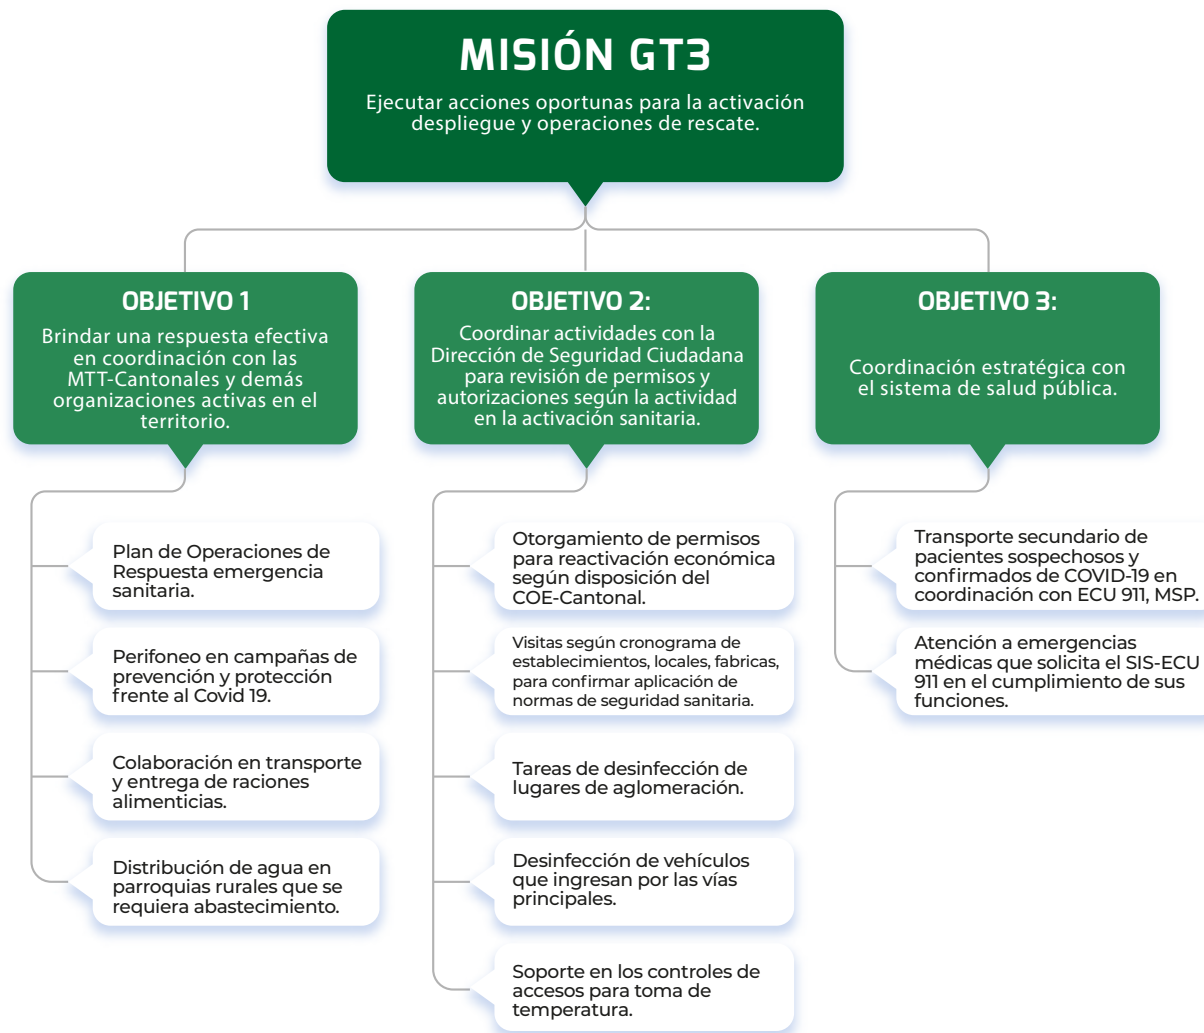 MISIÓN GT3
Ejecutar acciones oportunas para la activación
despliegue y operaciones de rescate.
OBJETIVO 1
Brindar una respuesta efectiva
en coordinación con las
MTT-Cantonales y demás
organizaciones activas en el
territorio.
Plan de Operaciones de
Respuesta emergencia
sanitaria.
Perifoneo en campañas de
prevención y protección
frente al Covid 19.
Colaboración en transporte
y entrega de raciones
alimenticias.
Distribución de agua en
parroquias rurales que se
requiera abastecimiento.
OBJETIVO 2:
Coordinar actividades con la
Dirección de Seguridad Ciudadana
para revisión de permisos y
autorizaciones según la actividad
en la activación sanitaria.
Otorgamiento de permisos
para reactivación económica
según disposición del
COE-Cantonal.
Visitas según cronograma de
establecimientos, locales, fabricas,
para confirmar aplicación de
normas de seguridad sanitaria.
Tareas de desinfección de
lugares de aglomeración.
Desinfección de vehículos
que ingresan por las vías
principales.
Soporte en los controles de
accesos para toma de
temperatura.
OBJETIVO 3:
Coordinación estratégica con
el sistema de salud pública.
Transporte secundario de
pacientes sospechosos y
confirmados de COVID-19 en
coordinación con ECU 911, MSP.
Atención a emergencias
médicas que solicita el SIS-ECU
911 en el cumplimiento de sus
funciones.